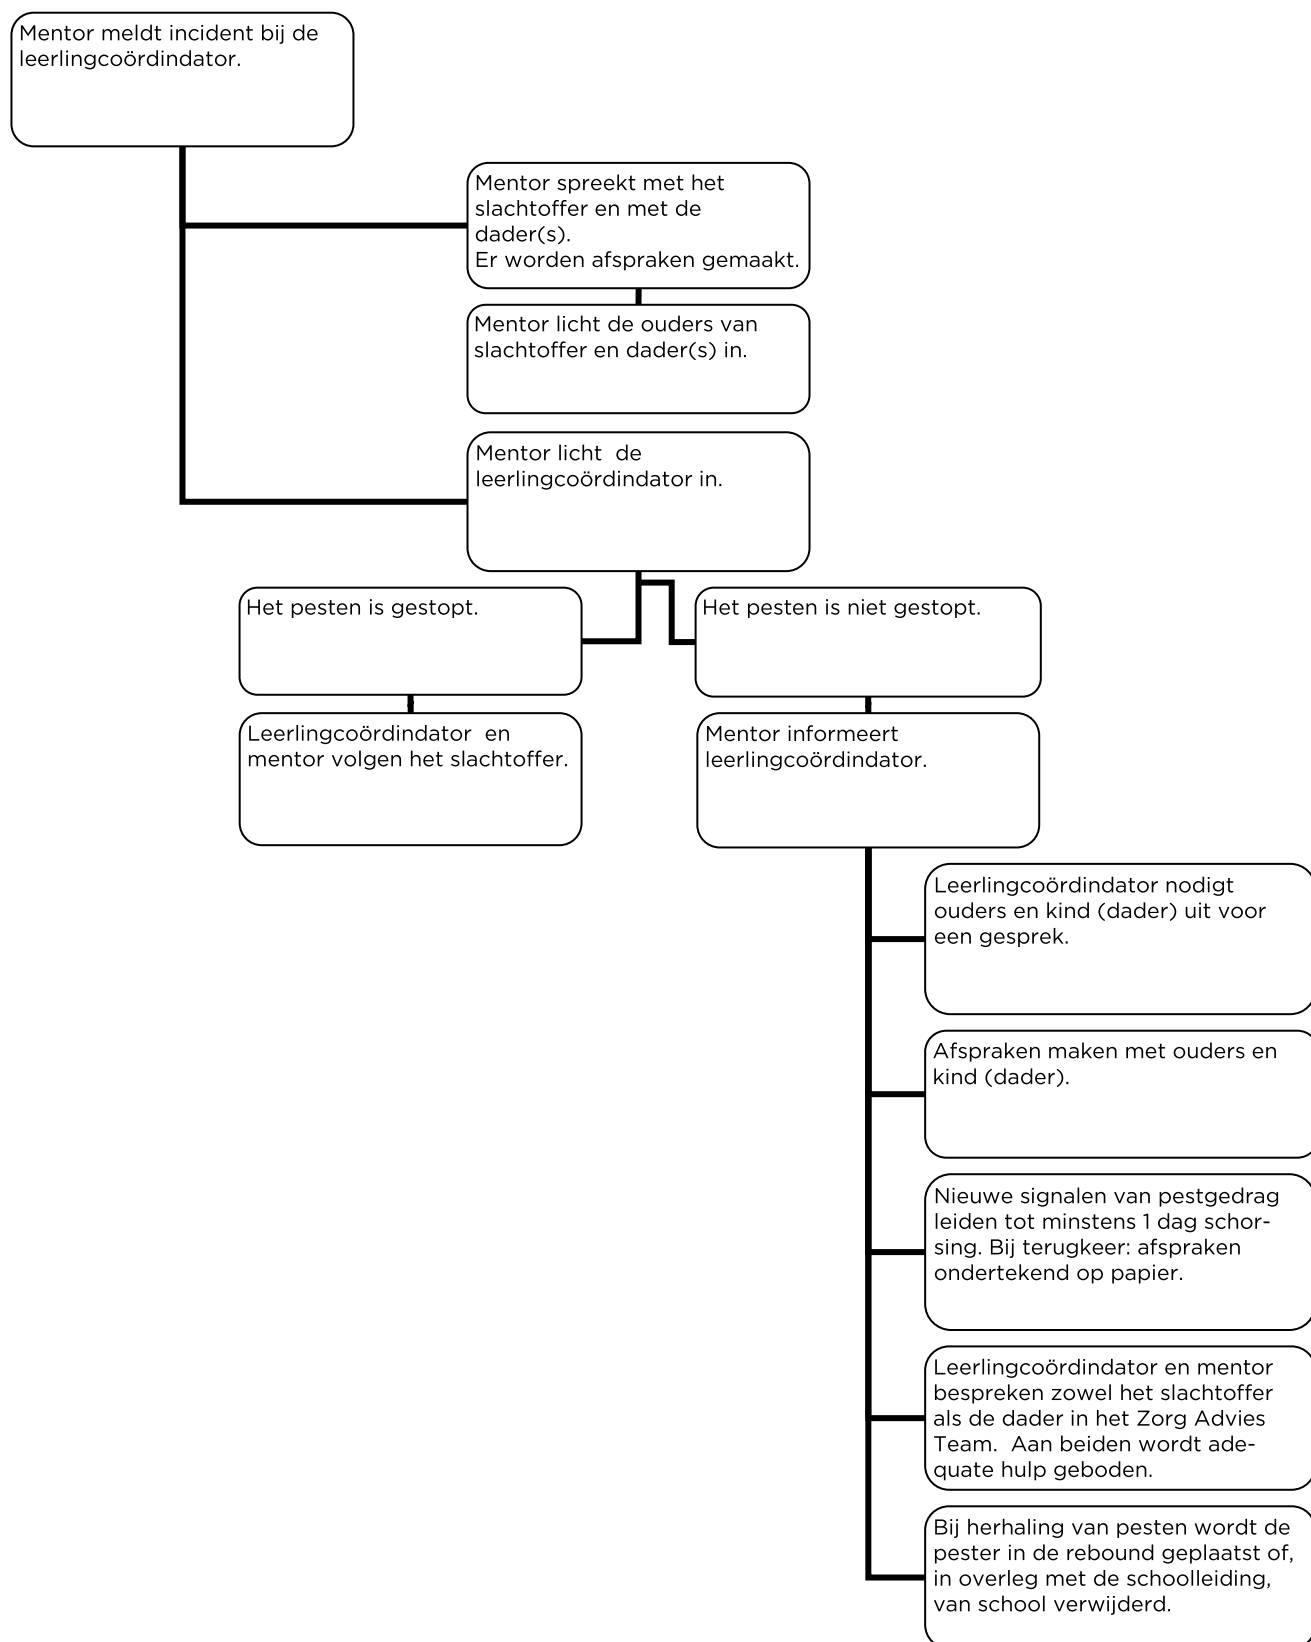 Mentor meldt incident bij de
leerlingcoördindator.
Mentor spreekt met het
slachtoffer en met de
dader(s).
Er worden afspraken gemaakt.
Mentor licht de ouders van
slachtoffer en dader(s) in.
Mentor licht  de
leerlingcoördindator in.
Het pesten is gestopt.
Het pesten is niet gestopt.
Leerlingcoördindator  en
mentor volgen het slachtoffer.
Mentor informeert
leerlingcoördindator.
Leerlingcoördindator nodigt
ouders en kind (dader) uit voor
een gesprek.
Afspraken maken met ouders en
kind (dader).
Nieuwe signalen van pestgedrag
leiden tot minstens 1 dag schor-
sing. Bij terugkeer: afspraken
ondertekend op papier.
Leerlingcoördindator en mentor
bespreken zowel het slachtoffer
als de dader in het Zorg Advies
Team.  Aan beiden wordt ade-
quate hulp geboden.
Bij herhaling van pesten wordt de
pester in de rebound geplaatst of,
in overleg met de schoolleiding,
van school verwijderd.